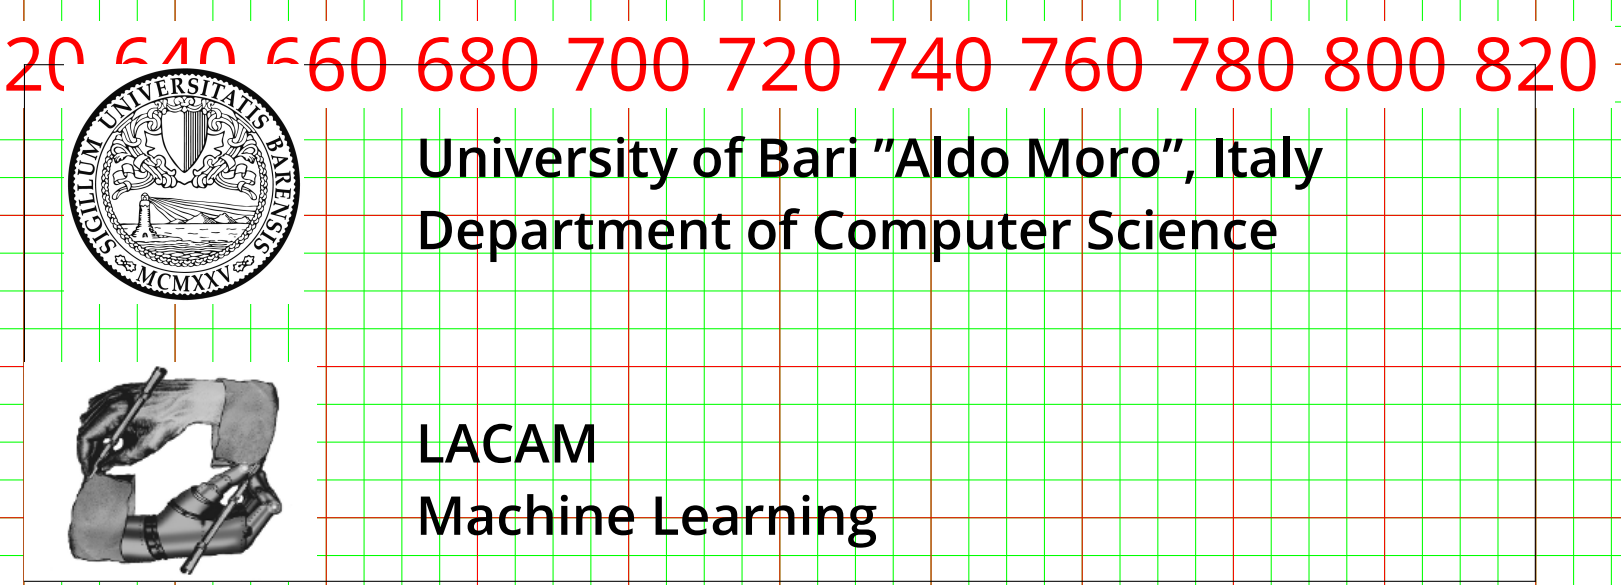 20 640 660 680 700 720 740 760 780 800 820
SIGILLUM UNIVERSITATIS BARENSIS
MCMXXV
University of Bari ”Aldo Moro”, Italy
Department of Computer Science
LACAM
Machine Learning